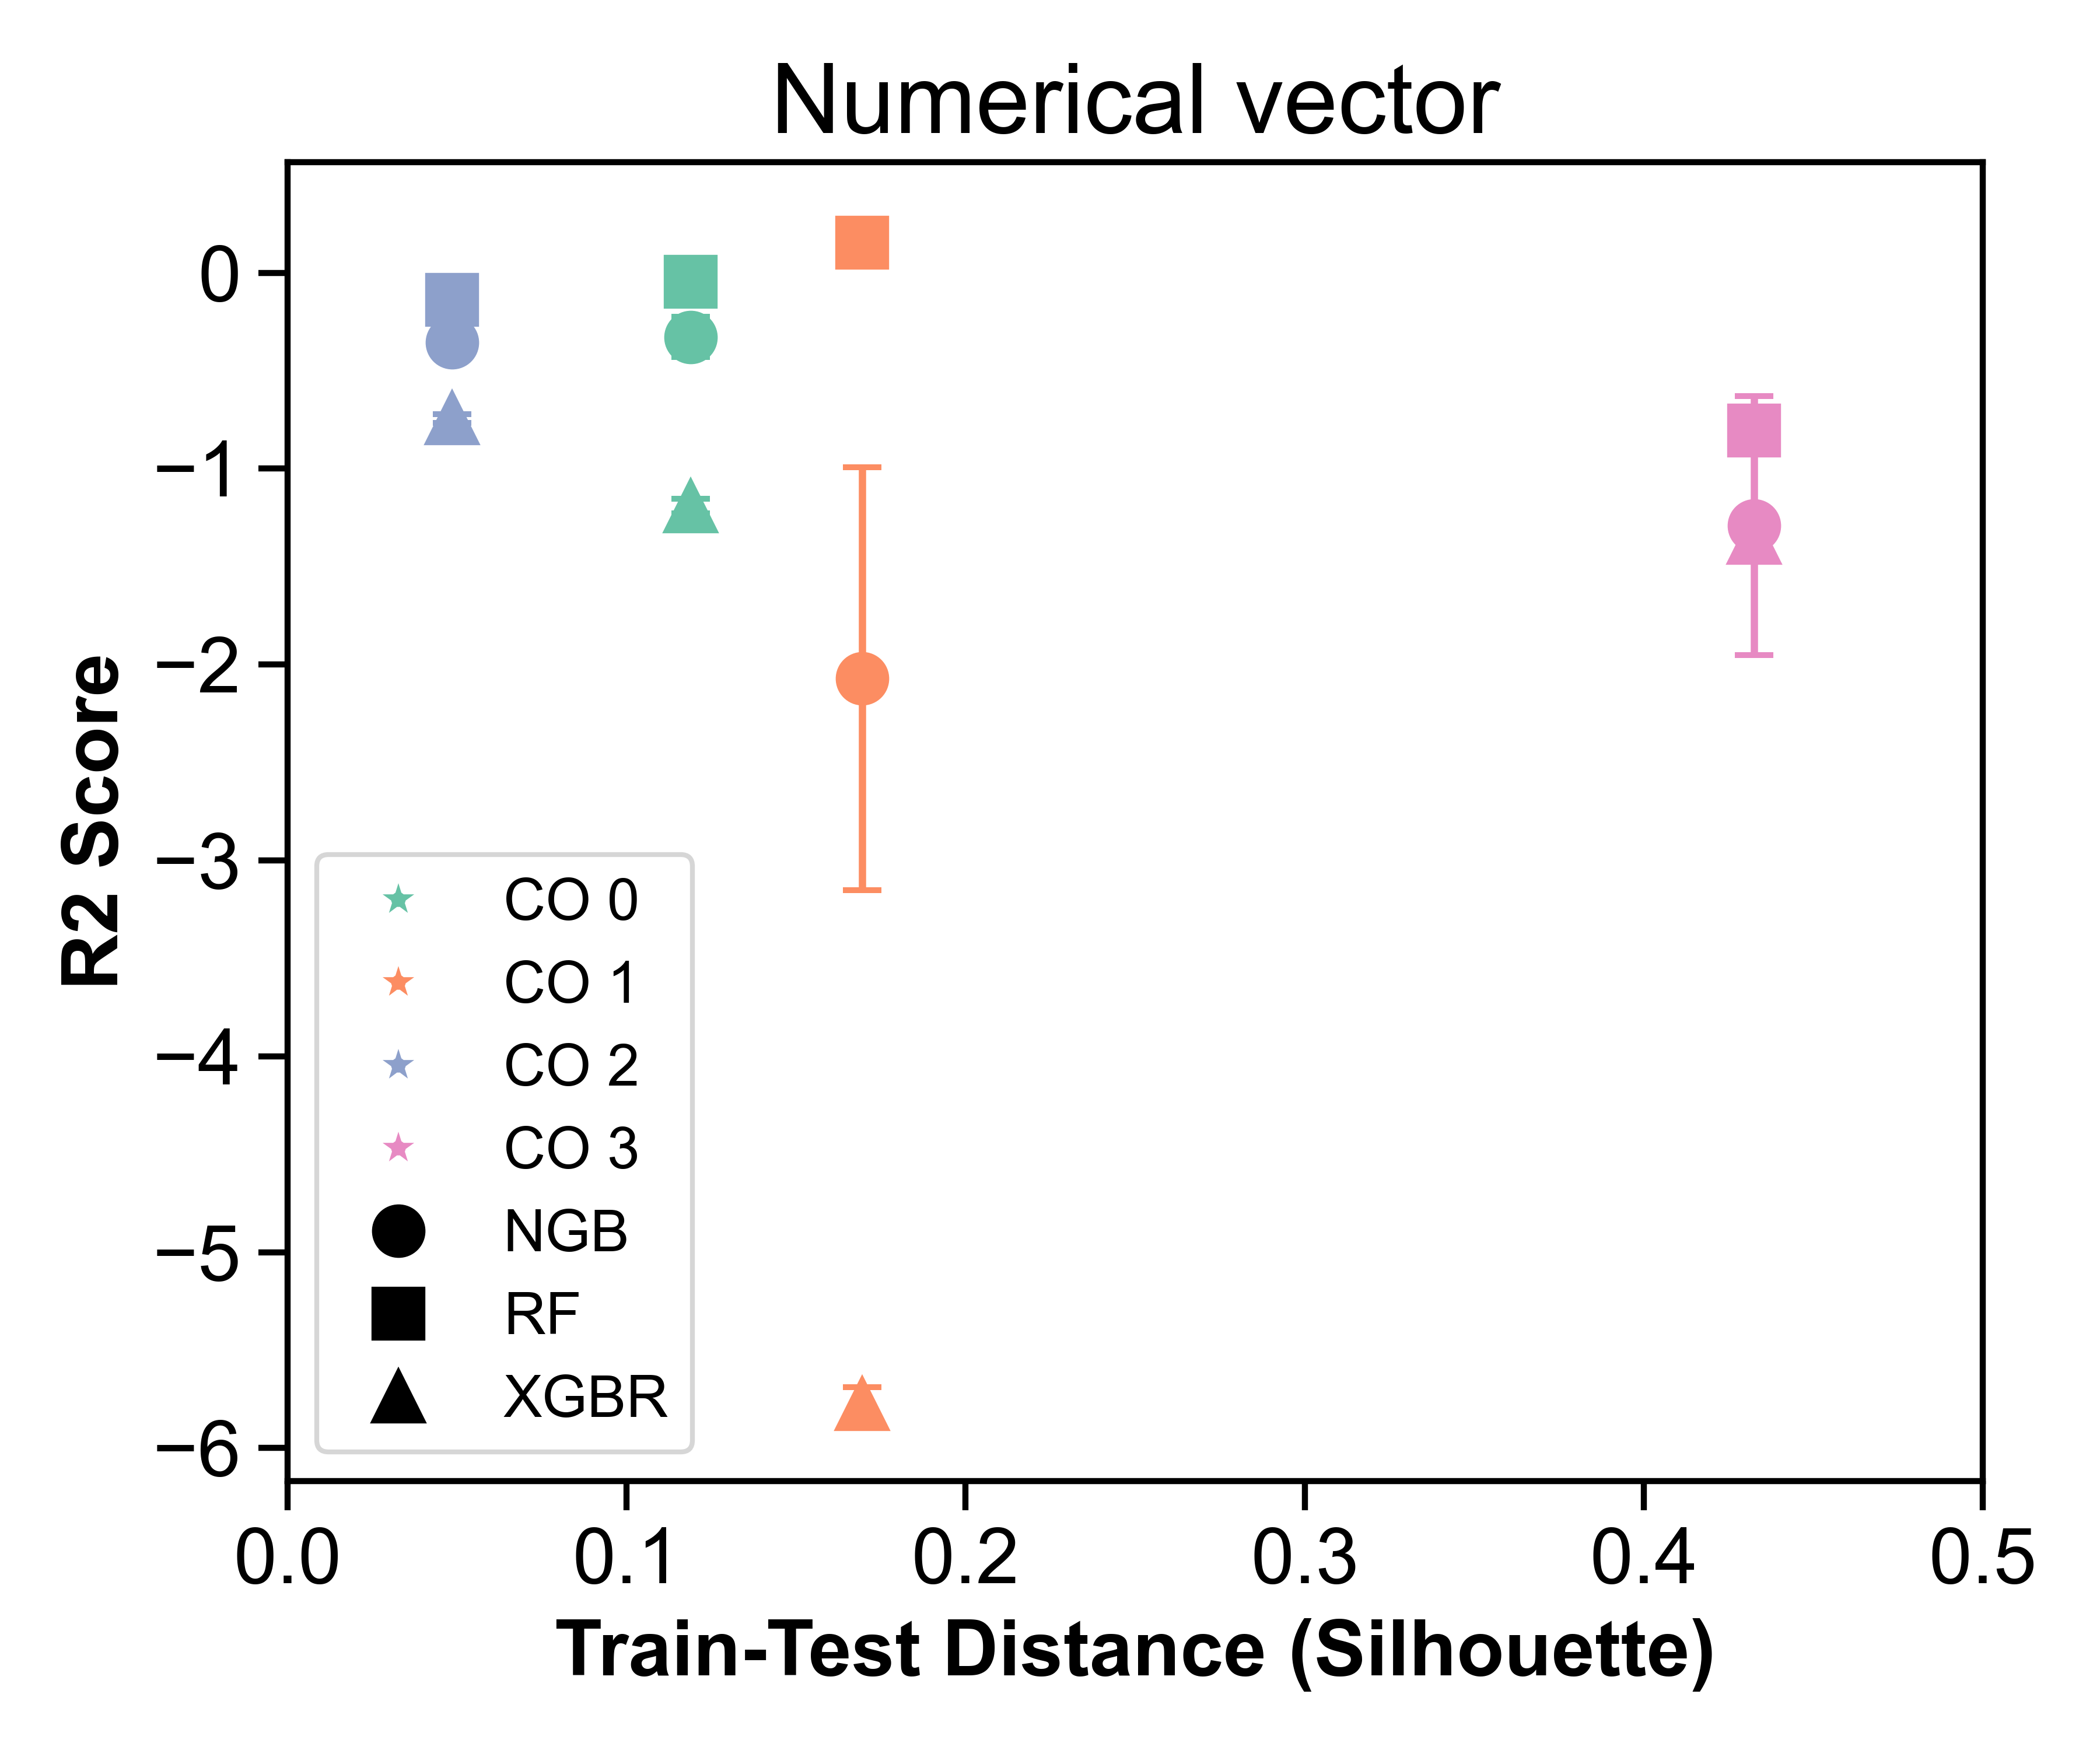 Numerical vector
R2 Score
0
−1
−2
−3
−4
−5
−6
CO 0
CO 1
CO 2
CO 3
NGB
RF
XGBR
0.0 0.1 0.2 0.3 0.4 0.5
Train-Test Distance (Silhouette)